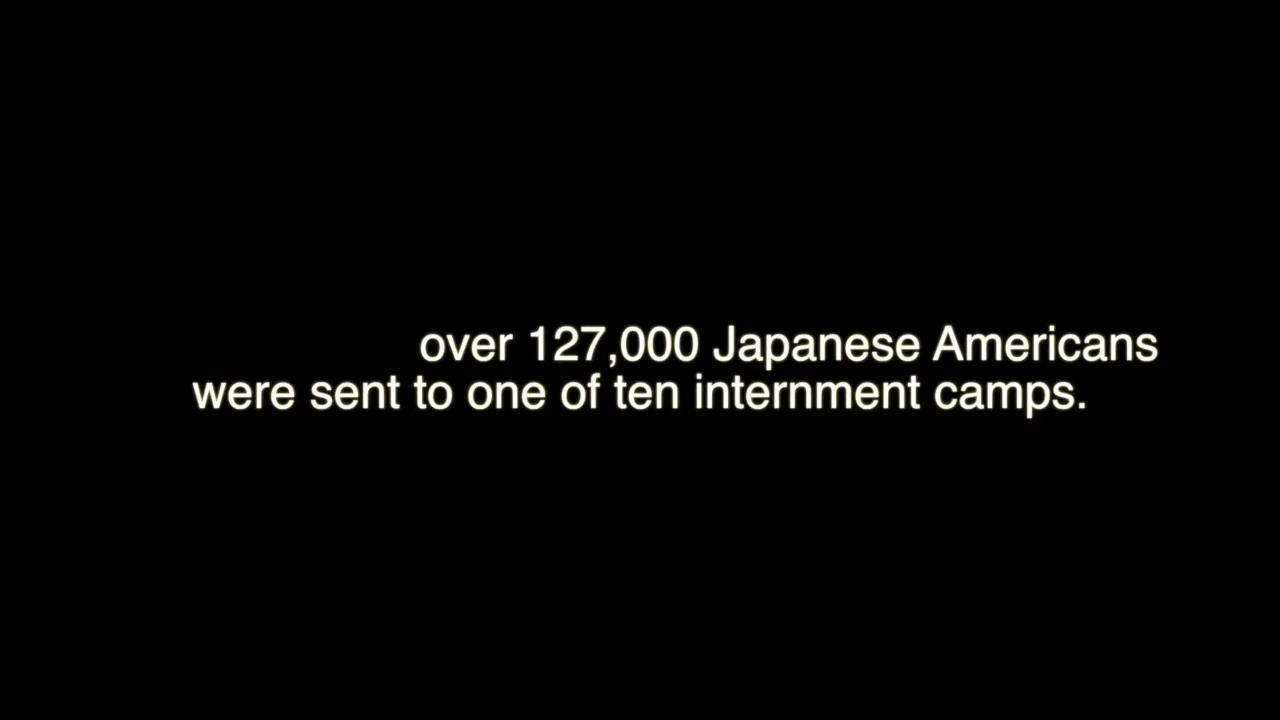 over 127,000 Japanese Americans
were sent to one of ten internment camps.